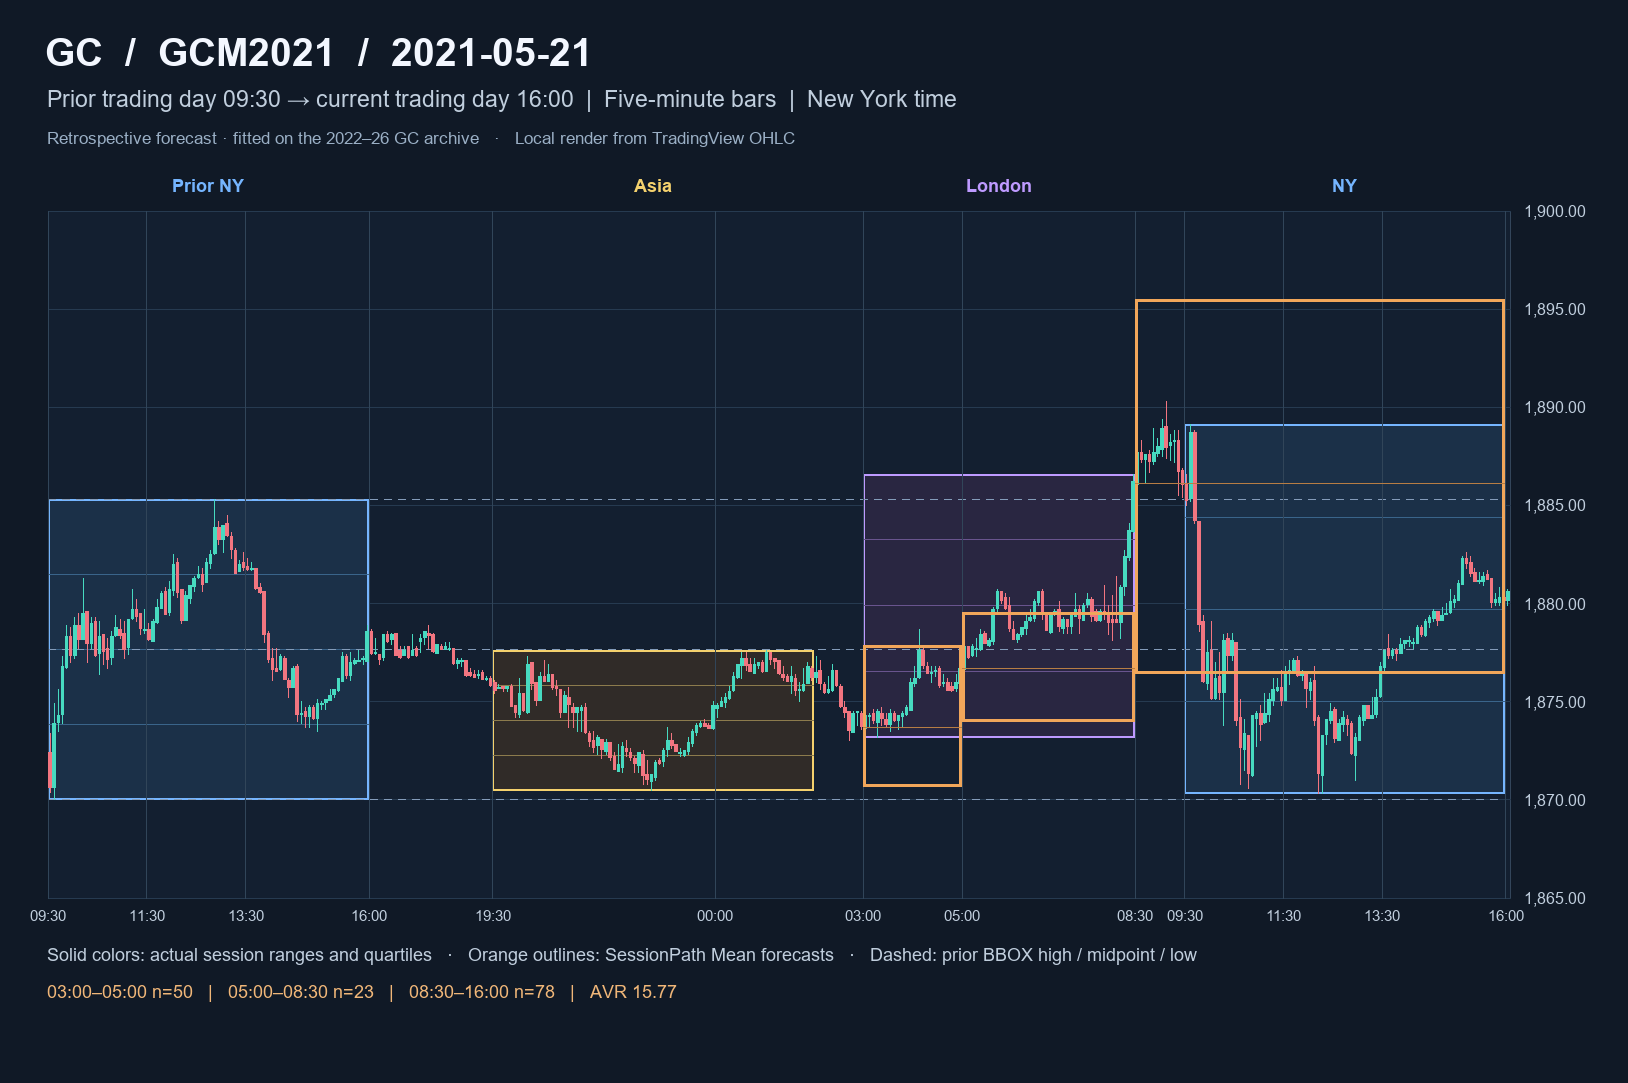 GC / GCM2021 / 2021-05-21
Prior trading day 09:30 → current trading day 16:00 | Five-minute bars | New York time
Retrospective forecast · fitted on the 2022–26 GC archive · Local render from TradingView OHLC
Prior NY Asia London NY
1,900.00
1,895.00
1,890.00
1,885.00
1,880.00
1,875.00
1,870.00
1,865.00
09:30 11:30 13:30 16:00 19:30 00:00 03:00 05:00 08:30 09:30 11:30 13:30 16:00
Solid colors: actual session ranges and quartiles · Orange outlines: SessionPath Mean forecasts · Dashed: prior BBOX high / midpoint / low
03:00–05:00 n=50 | 05:00–08:30 n=23 | 08:30–16:00 n=78 | AVR 15.77